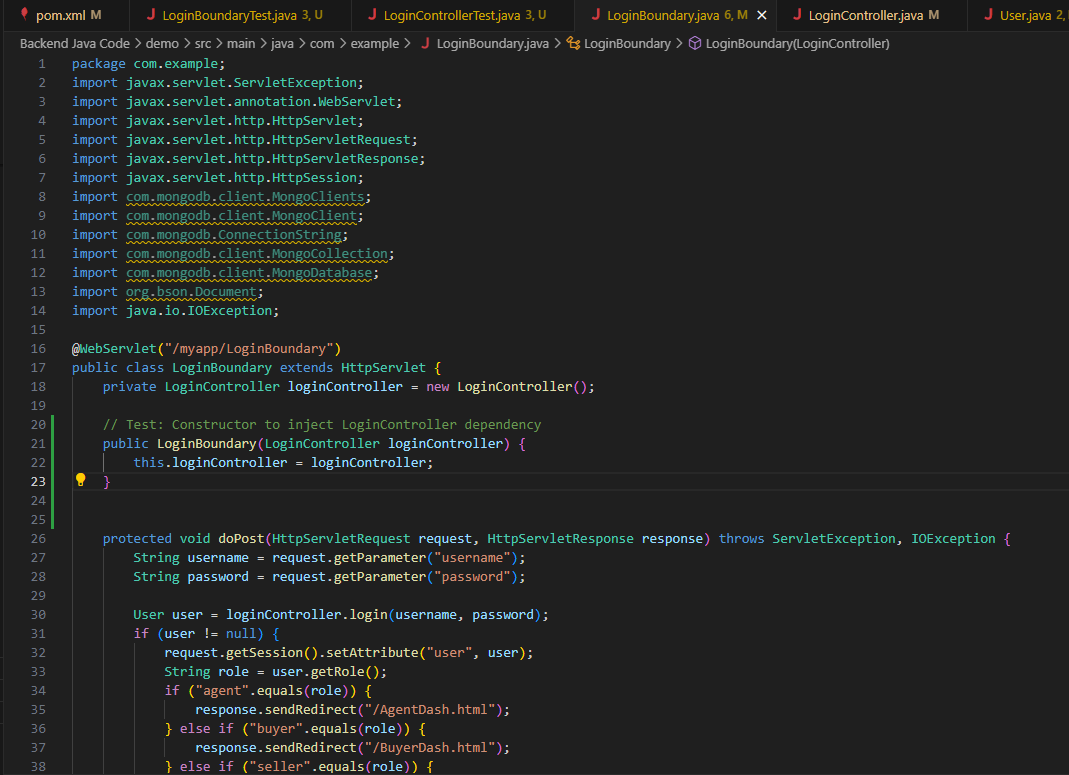 pom.xml M
LoginBoundaryTest.java 3, U
LoginControllerTest.java 3, U
LoginBoundary.java 6, M
LoginController.java M
User.java 2,
Backend Java Code > demo > src > main > java > com > example > LoginBoundary.java > LoginBoundary > LoginBoundary(LoginController)
1 package com.example;
2 import javax.servlet.ServletException;
3 import javax.servlet.annotation.WebServlet;
4 import javax.servlet.http.HttpServlet;
5 import javax.servlet.http.HttpServletRequest;
6 import javax.servlet.http.HttpServletResponse;
7 import javax.servlet.http.HttpSession;
8 import com.mongodb.client.MongoClients;
9 import com.mongodb.client.MongoClient;
10 import com.mongodb.ConnectionString;
11 import com.mongodb.client.MongoCollection;
12 import com.mongodb.client.MongoDatabase;
13 import org.bson.Document;
14 import java.io.IOException;
15
16 @WebServlet("/myapp/LoginBoundary")
17 public class LoginBoundary extends HttpServlet {
18     private LoginController loginController = new LoginController();
19
20     // Test: Constructor to inject LoginController dependency
21     public LoginBoundary(LoginController loginController) {
22         this.loginController = loginController;
23     }
24
25
26     protected void doPost(HttpServletRequest request, HttpServletResponse response) throws ServletException, IOException {
27         String username = request.getParameter("username");
28         String password = request.getParameter("password");
29
30         User user = loginController.login(username, password);
31         if (user != null) {
32             request.getSession().setAttribute("user", user);
33             String role = user.getRole();
34             if ("agent".equals(role)) {
35                 response.sendRedirect("/AgentDash.html");
36             } else if ("buyer".equals(role)) {
37                 response.sendRedirect("/BuyerDash.html");
38             } else if ("seller".equals(role)) {